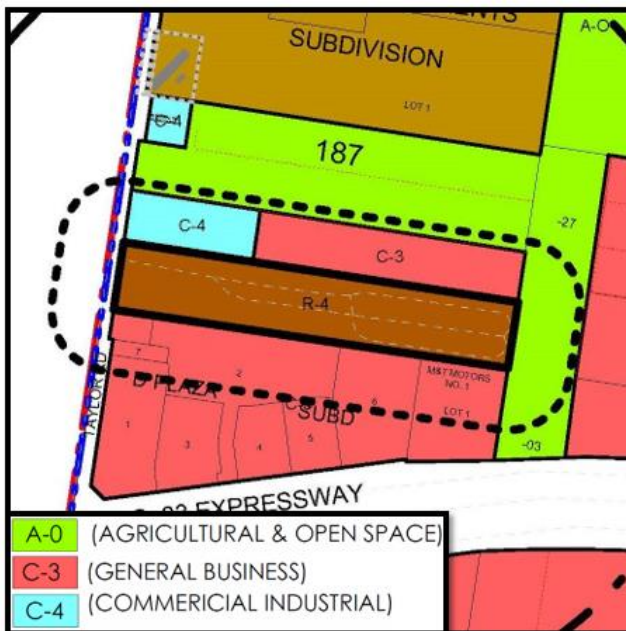 SUBDIVISION
A-O
LOT 1
187
C-4
-27
C-4
C-3
R-4
7
2
6
M&T MOTORS
NO. 1
LOT 1
D PLAZA
SUBD
1
3
4
5
-03
TAYLOR RD
EXPRESSWAY
A-0 (AGRICULTURAL & OPEN SPACE)
C-3 (GENERAL BUSINESS)
C-4 (COMMERICIAL INDUSTRIAL)